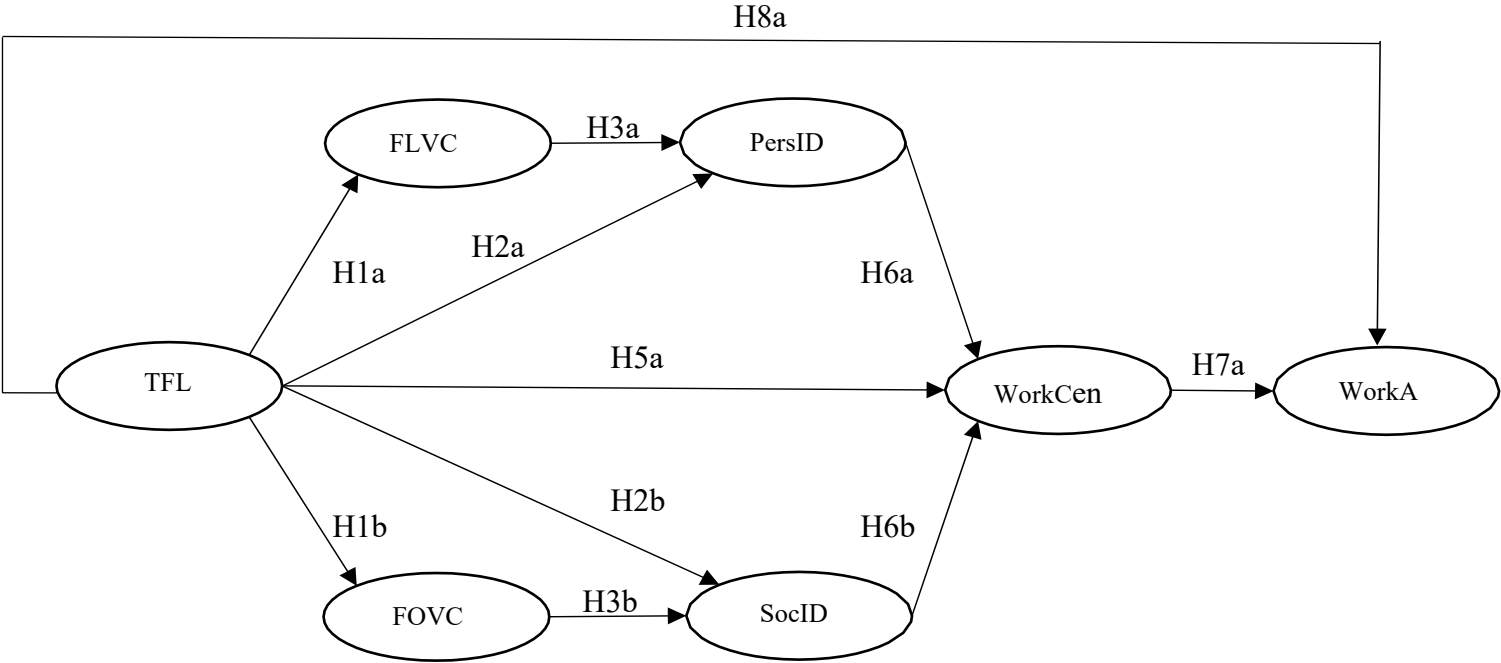 H8a
FLVC
H3a
PersID
H2a
H1a
H6a
H5a
H7a
TFL
WorkCen
WorkA
H2b
H1b
H6b
H3b
FOVC
SocID